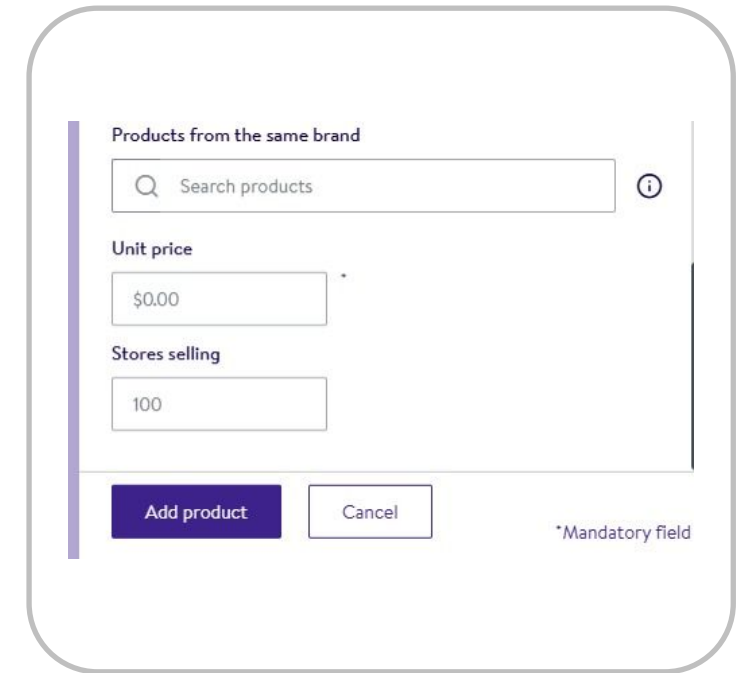 Products from the same brand
Search products
Unit price
*
$0.00
Stores selling
100
Add product
Cancel
*Mandatory field